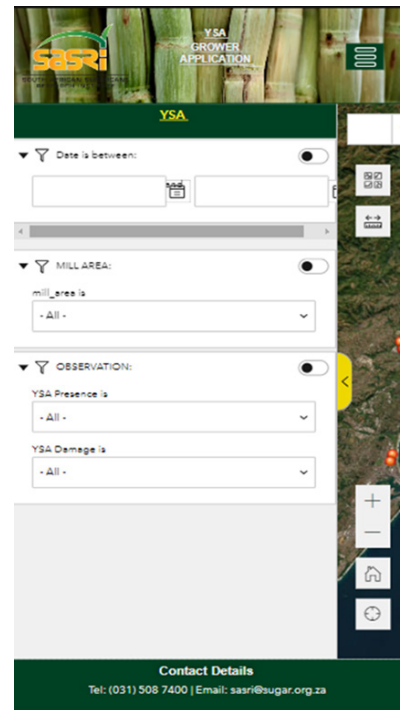 YSA
GROWER
APPLICATION
SASRI
YSA
Date is between:
and
MILL AREA:
mill_area is
- All -
OBSERVATION:
YSA Presence is
- All -
YSA Damage is
- All -
Contact Details
Tel: (031) 508 7400 | Email: sasri@sugar.org.za